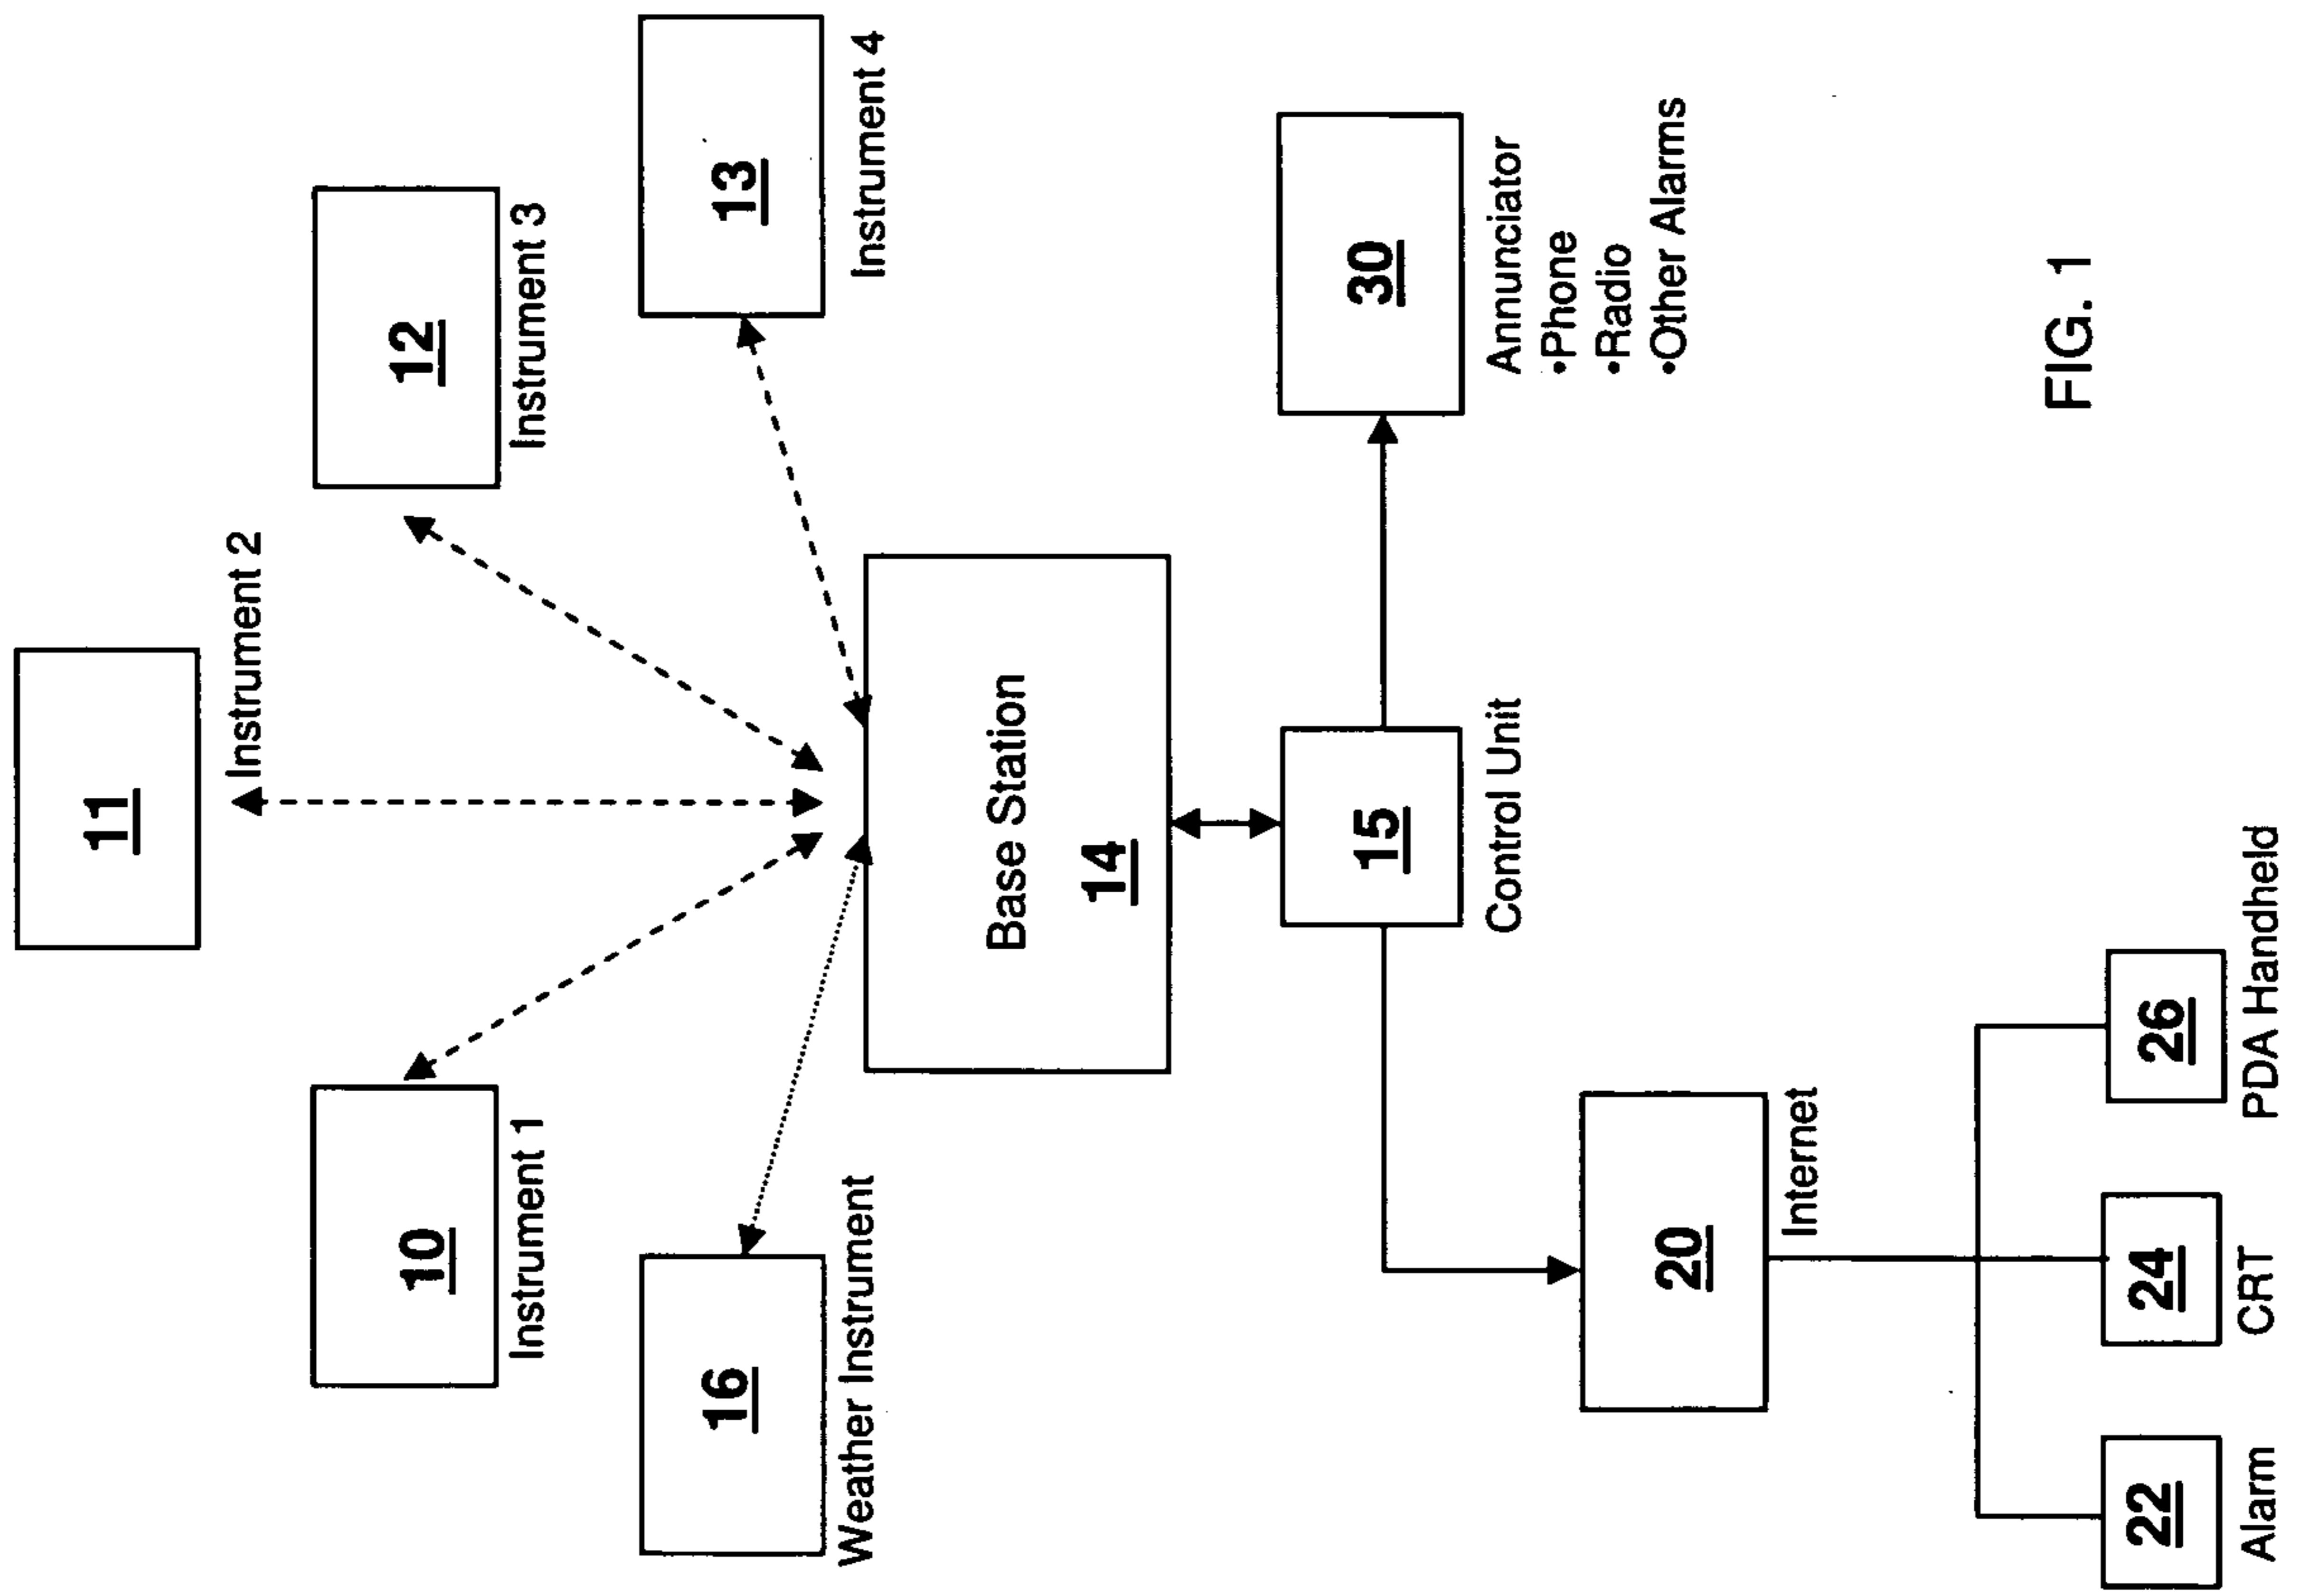 11
Instrument 2
10
Instrument 1
12
Instrument 3
16
Weather Instrument
13
Instrument 4
Base Station
14
15
Control Unit
30
Annunciator
•Phone
•Radio
•Other Alarms
20
Internet
22
Alarm
24
CRT
26
PDA Handheld
FIG. 1